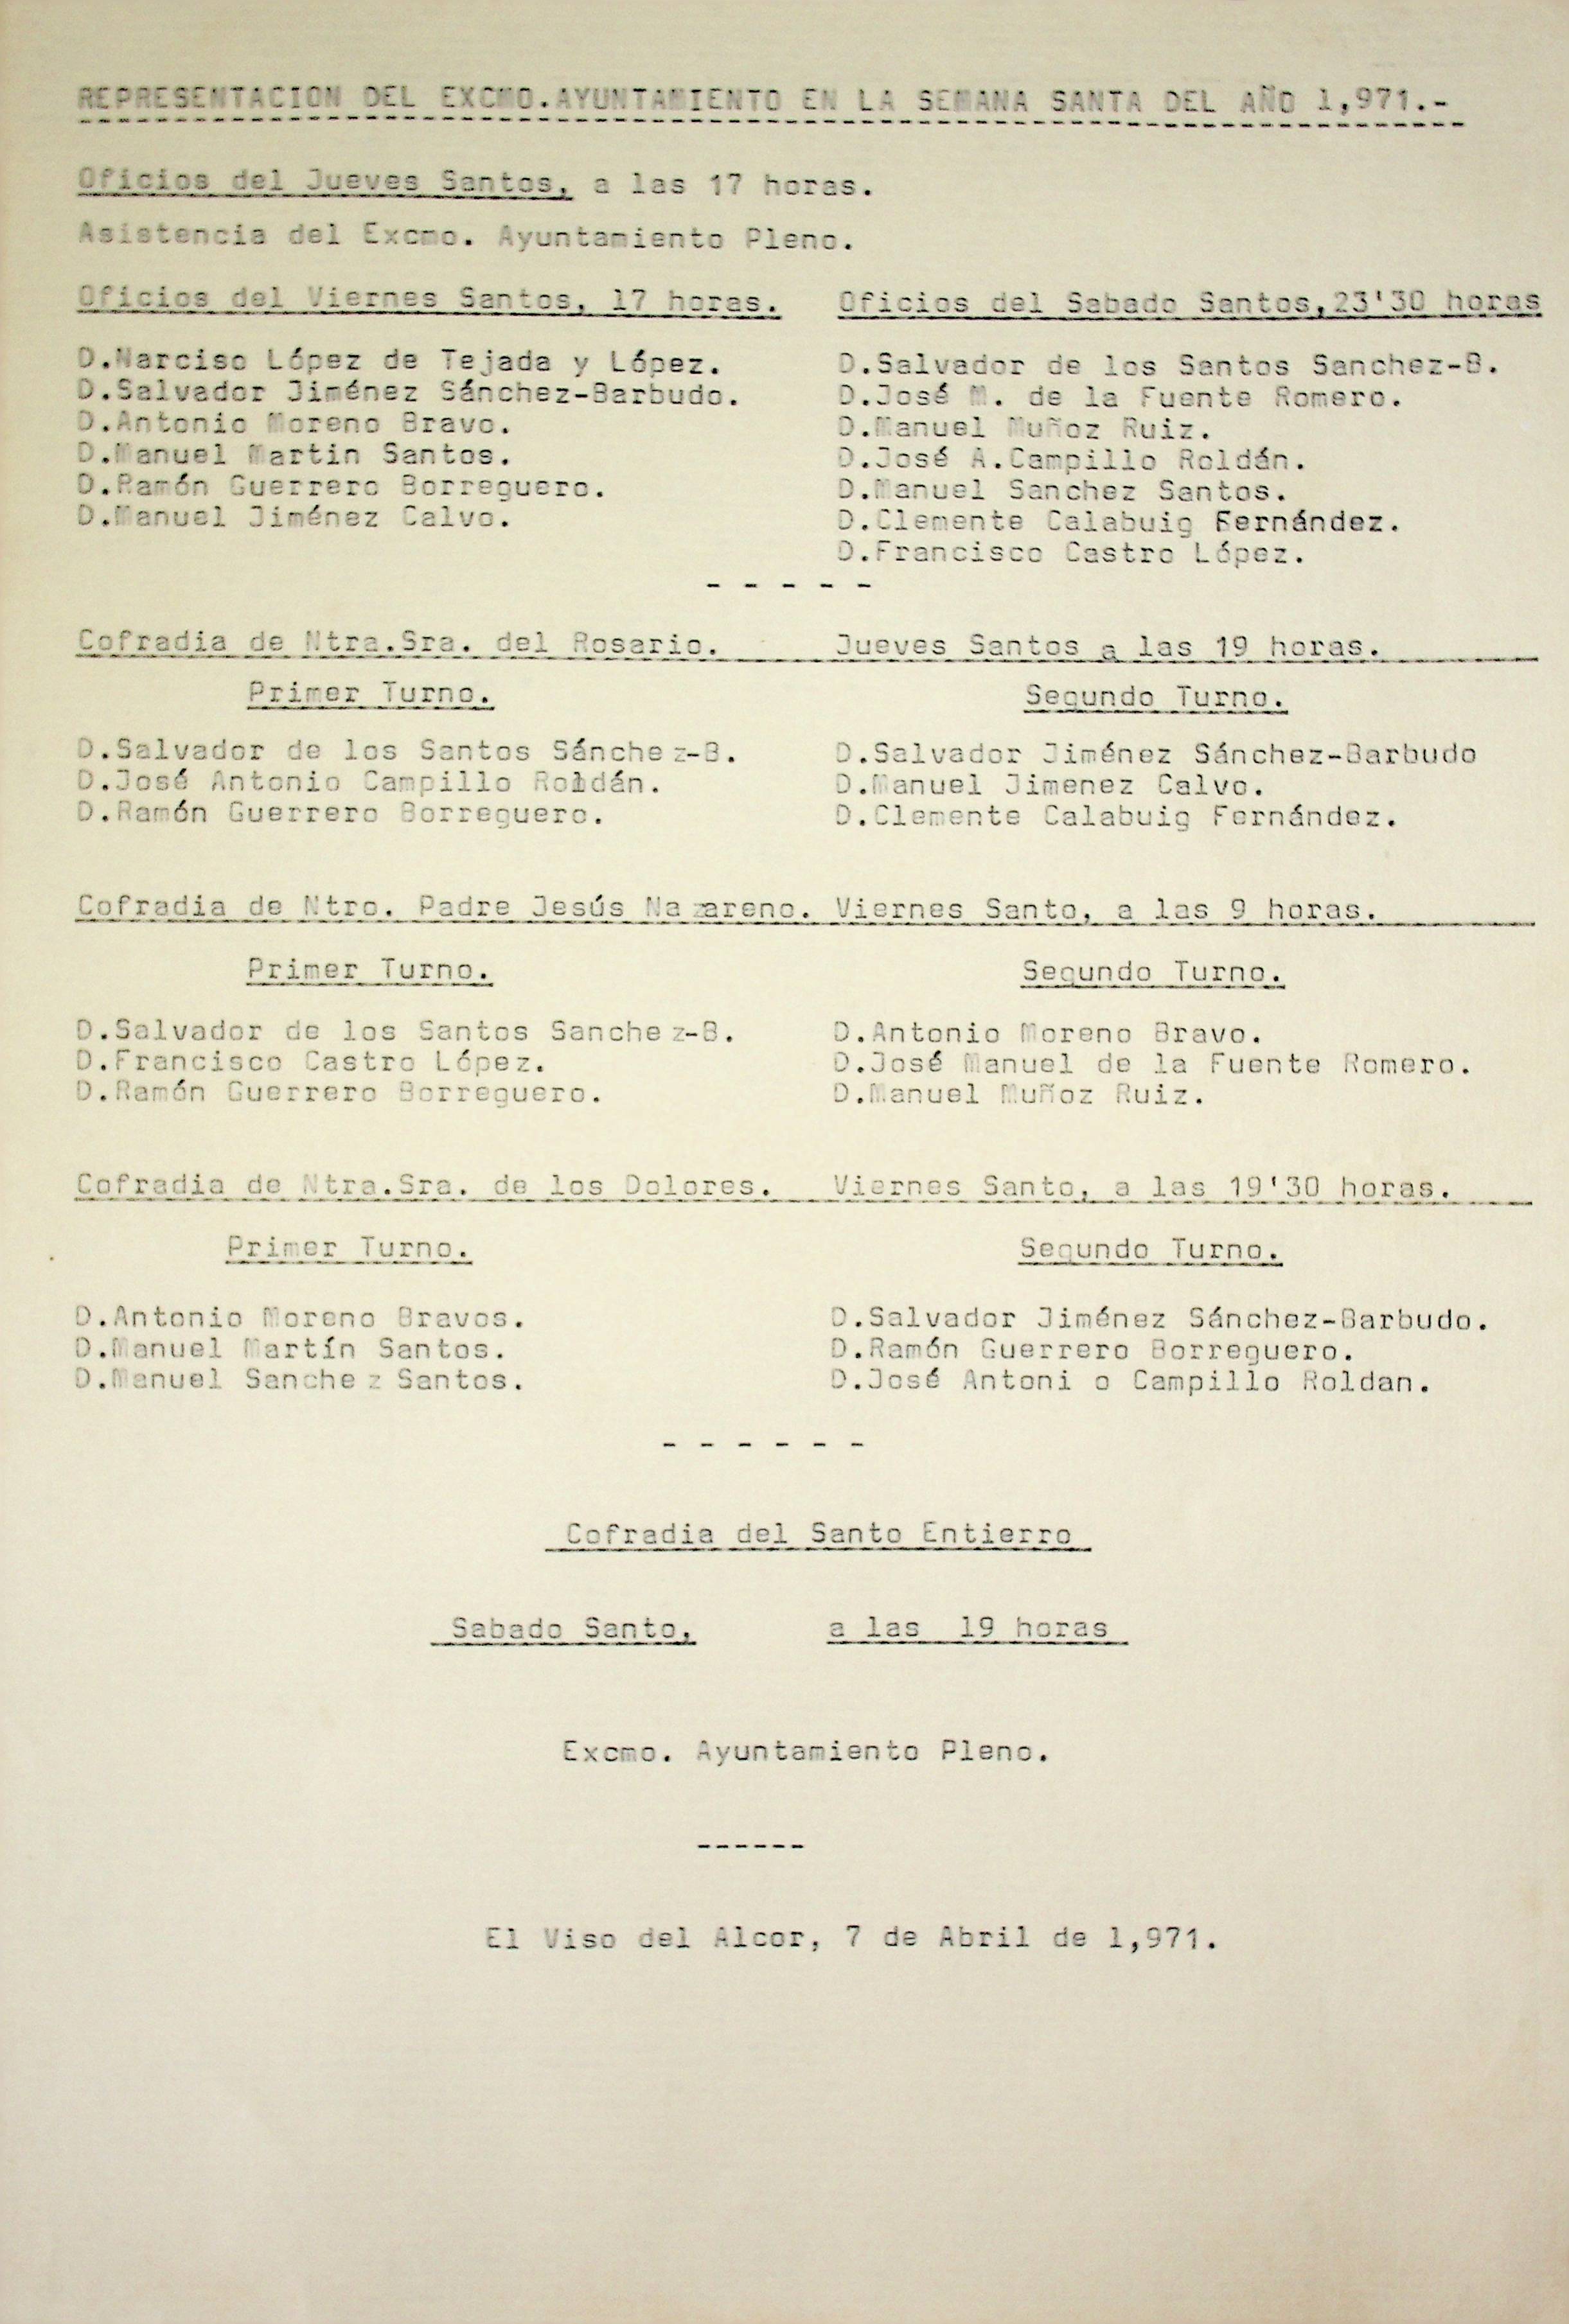 REPRESENTACION DEL EXCMO.AYUNTAMIENTO EN LA SEMANA SANTA DEL AÑO 1,971.-
Oficios del Jueves Santos, a las 17 horas.
Asistencia del Excmo. Ayuntamiento Pleno.
Oficios del Viernes Santos, 17 horas.
D.Narciso López de Tejada y López.
D.Salvador Jiménez Sánchez-Barbudo.
D.Antonio Moreno Bravo.
D.Manuel Martin Santos.
D.Ramón Guerrero Borreguero.
D.Manuel Jiménez Calvo.
Oficios del Sabado Santos,23'30 horas
D.Salvador de los Santos Sanchez-B.
D.José M. de la Fuente Romero.
D.Manuel Muñoz Ruiz.
D.José A.Campillo Roldán.
D.Manuel Sanchez Santos.
D.Clemente Calabuig Fernández.
D.Francisco Castro López.
- - - - -
Cofradia de Ntra.Sra. del Rosario. Jueves Santos a las 19 horas.
Primer Turno.
D.Salvador de los Santos Sánchez-B.
D.José Antonio Campillo Roldán.
D.Ramón Guerrero Borreguero.
Segundo Turno.
D.Salvador Jiménez Sánchez-Barbudo
D.Manuel Jimenez Calvo.
D.Clemente Calabuig Fernández.
Cofradia de Ntro. Padre Jesús Nazareno. Viernes Santo, a las 9 horas.
Primer Turno.
D.Salvador de los Santos Sanchez-B.
D.Francisco Castro López.
D.Ramón Guerrero Borreguero.
Segundo Turno.
D.Antonio Moreno Bravo.
D.José Manuel de la Fuente Romero.
D.Manuel Muñoz Ruiz.
Cofradia de Ntra.Sra. de los Dolores. Viernes Santo, a las 19'30 horas.
Primer Turno.
D.Antonio Moreno Bravos.
D.Manuel Martín Santos.
D.Manuel Sanchez Santos.
Segundo Turno.
D.Salvador Jiménez Sánchez-Barbudo.
D.Ramón Guerrero Borreguero.
D.José Antoni o Campillo Roldan.
- - - - - -
Cofradia del Santo Entierro
Sabado Santo, a las 19 horas
Excmo. Ayuntamiento Pleno.
------
El Viso del Alcor, 7 de Abril de 1,971.